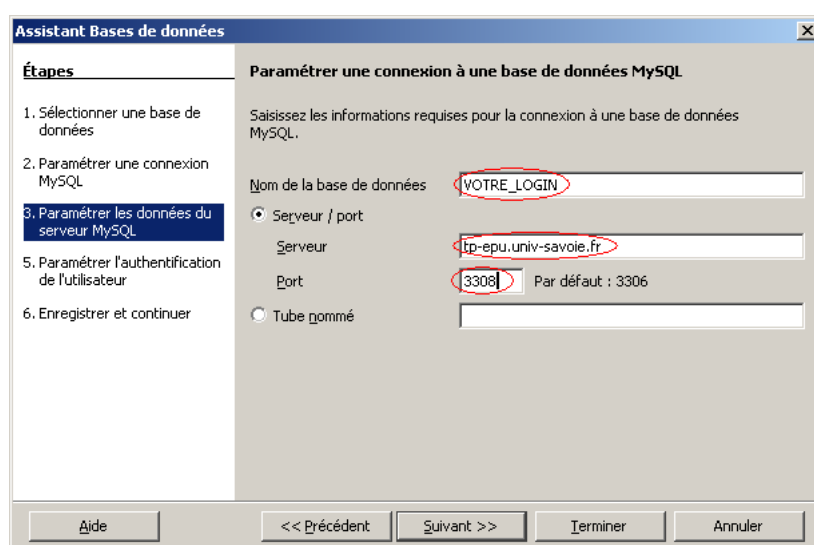 Assistant Bases de données
Étapes
1. Sélectionner une base de
données
2. Paramétrer une connexion
MySQL
3. Paramétrer les données du
serveur MySQL
5. Paramétrer l'authentification
de l'utilisateur
6. Enregistrer et continuer
Paramétrer une connexion à une base de données MySQL
Saisissez les informations requises pour la connexion à une base de données
MySQL.
Nom de la base de données VOTRE_LOGIN
Serveur / port
Serveur tp-epu.univ-savoie.fr
Port 3308 Par défaut : 3306
Tube nommé
Aide << Précédent Suivant >> Terminer Annuler